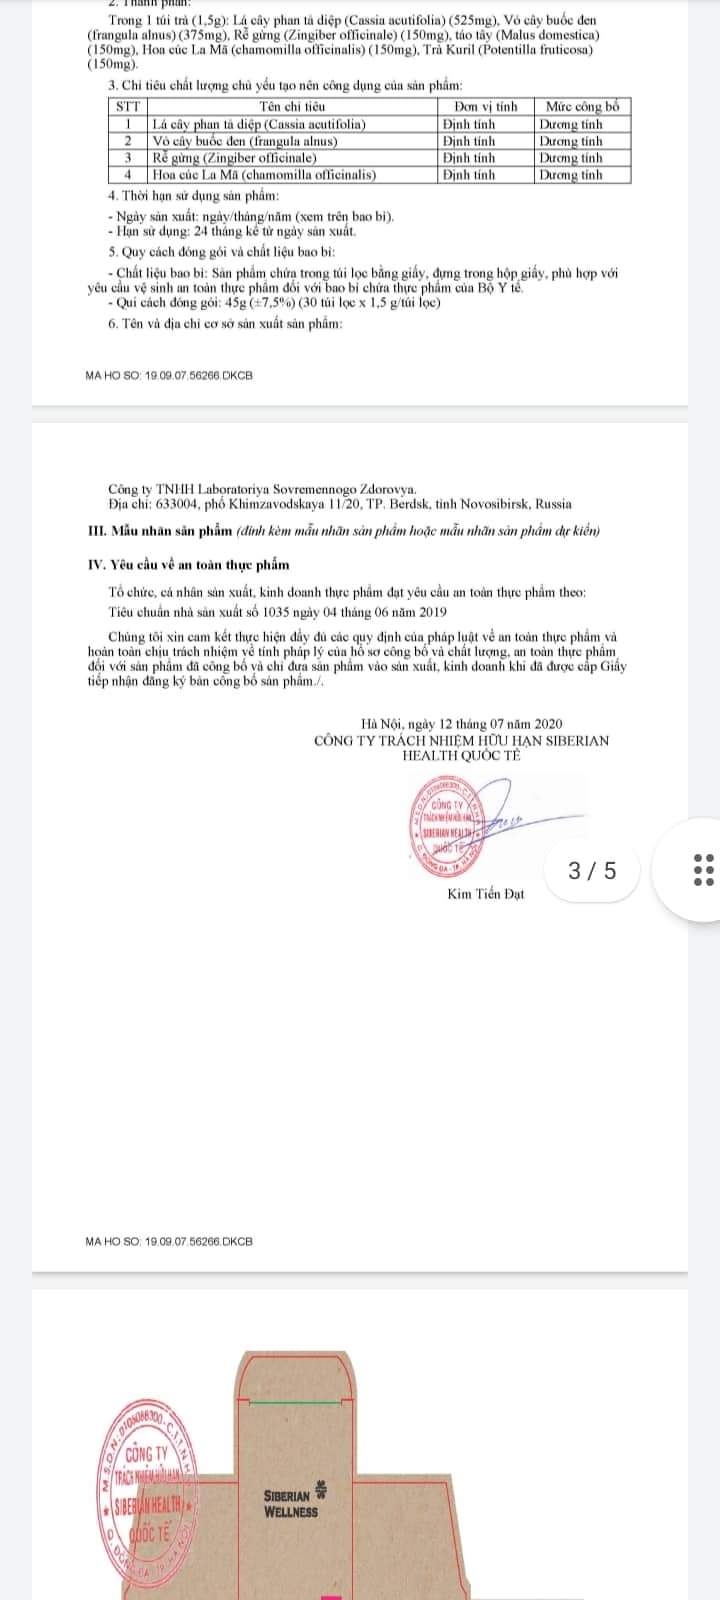 2. Thành phần:
Trong 1 túi trà (1,5g): Lá cây phan tả diệp (Cassia acutifolia) (525mg), Vỏ cây buốc đen
(frangula alnus) (375mg), Rễ gừng (Zingiber officinale) (150mg), táo tây (Malus domestica)
(150mg), Hoa cúc La Mã (chamomilla officinalis) (150mg), Trà Kuril (Potentilla fruticosa)
(150mg).
3. Chỉ tiêu chất lượng chủ yếu tạo nên công dụng của sản phẩm:
STT Tên chỉ tiêu Đơn vị tính Mức công bố
1 Lá cây phan tả diệp (Cassia acutifolia) Định tính Dương tính
2 Vỏ cây buốc đen (frangula alnus) Định tính Dương tính
3 Rễ gừng (Zingiber officinale) Định tính Dương tính
4 Hoa cúc La Mã (chamomilla officinalis) Định tính Dương tính
4. Thời hạn sử dụng sản phẩm:
- Ngày sản xuất: ngày/tháng/năm (xem trên bao bì).
- Hạn sử dụng: 24 tháng kể từ ngày sản xuất.
5. Quy cách đóng gói và chất liệu bao bì:
- Chất liệu bao bì: Sản phẩm chứa trong túi lọc bằng giấy, đựng trong hộp giấy, phù hợp với
yêu cầu vệ sinh an toàn thực phẩm đối với bao bì chứa thực phẩm của Bộ Y tế.
- Qui cách đóng gói: 45g (±7,5%) (30 túi lọc x 1,5 g/túi lọc)
6. Tên và địa chỉ cơ sở sản xuất sản phẩm:
MA HO SO: 19.09.07.56266.DKCB
Công ty TNHH Laboratoriya Sovremennogo Zdorovya.
Địa chỉ: 633004, phố Khimzavodskaya 11/20, TP. Berdsk, tỉnh Novosibirsk, Russia
III. Mẫu nhãn sản phẩm (đính kèm mẫu nhãn sản phẩm hoặc mẫu nhãn sản phẩm dự kiến)
IV. Yêu cầu về an toàn thực phẩm
Tổ chức, cá nhân sản xuất, kinh doanh thực phẩm đạt yêu cầu an toàn thực phẩm theo:
Tiêu chuẩn nhà sản xuất số 1035 ngày 04 tháng 06 năm 2019
Chúng tôi xin cam kết thực hiện đầy đủ các quy định của pháp luật về an toàn thực phẩm và
hoàn toàn chịu trách nhiệm về tính pháp lý của hồ sơ công bố và chất lượng, an toàn thực phẩm
đối với sản phẩm đã công bố và chỉ đưa sản phẩm vào sản xuất, kinh doanh khi đã được cấp Giấy
tiếp nhận đăng ký bản công bố sản phẩm./.
Hà Nội, ngày 12 tháng 07 năm 2020
CÔNG TY TRÁCH NHIỆM HỮU HẠN SIBERIAN
HEALTH QUỐC TẾ
CÔNG TY
TRÁCH NHIỆM HỮU HẠN
SIBERIAN HEALTH
QUỐC TẾ
Kim Tiến Đạt
3 / 5
MA HO SO: 19.09.07.56266.DKCB
M.S.D.N: 0105066300 - C.T.T.N.H
CÔNG TY
TRÁCH NHIỆM HỮU HẠN
SIBERIAN HEALTH
QUỐC TẾ
Q. ĐỐNG ĐA - TP. HÀ NỘI
SIBERIAN
WELLNESS